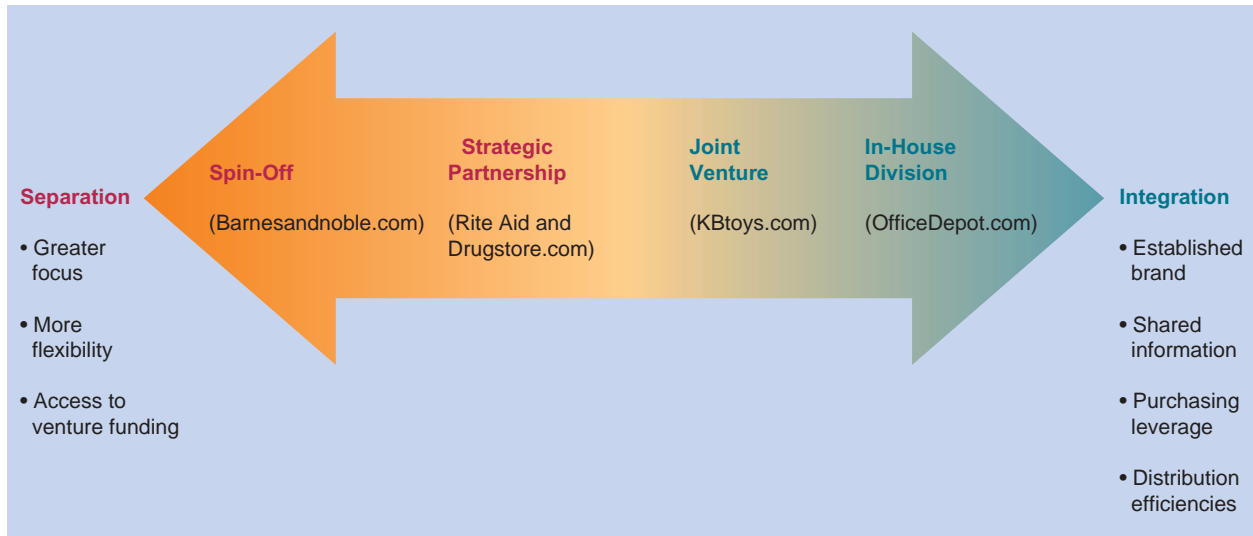 Separation
• Greater
focus
• More
flexibility
• Access to
venture funding
Spin-Off
(Barnesandnoble.com)
Strategic
Partnership
(Rite Aid and
Drugstore.com)
Joint
Venture
(KBtoys.com)
In-House
Division
(OfficeDepot.com)
Integration
• Established
brand
• Shared
information
• Purchasing
leverage
• Distribution
efficiencies